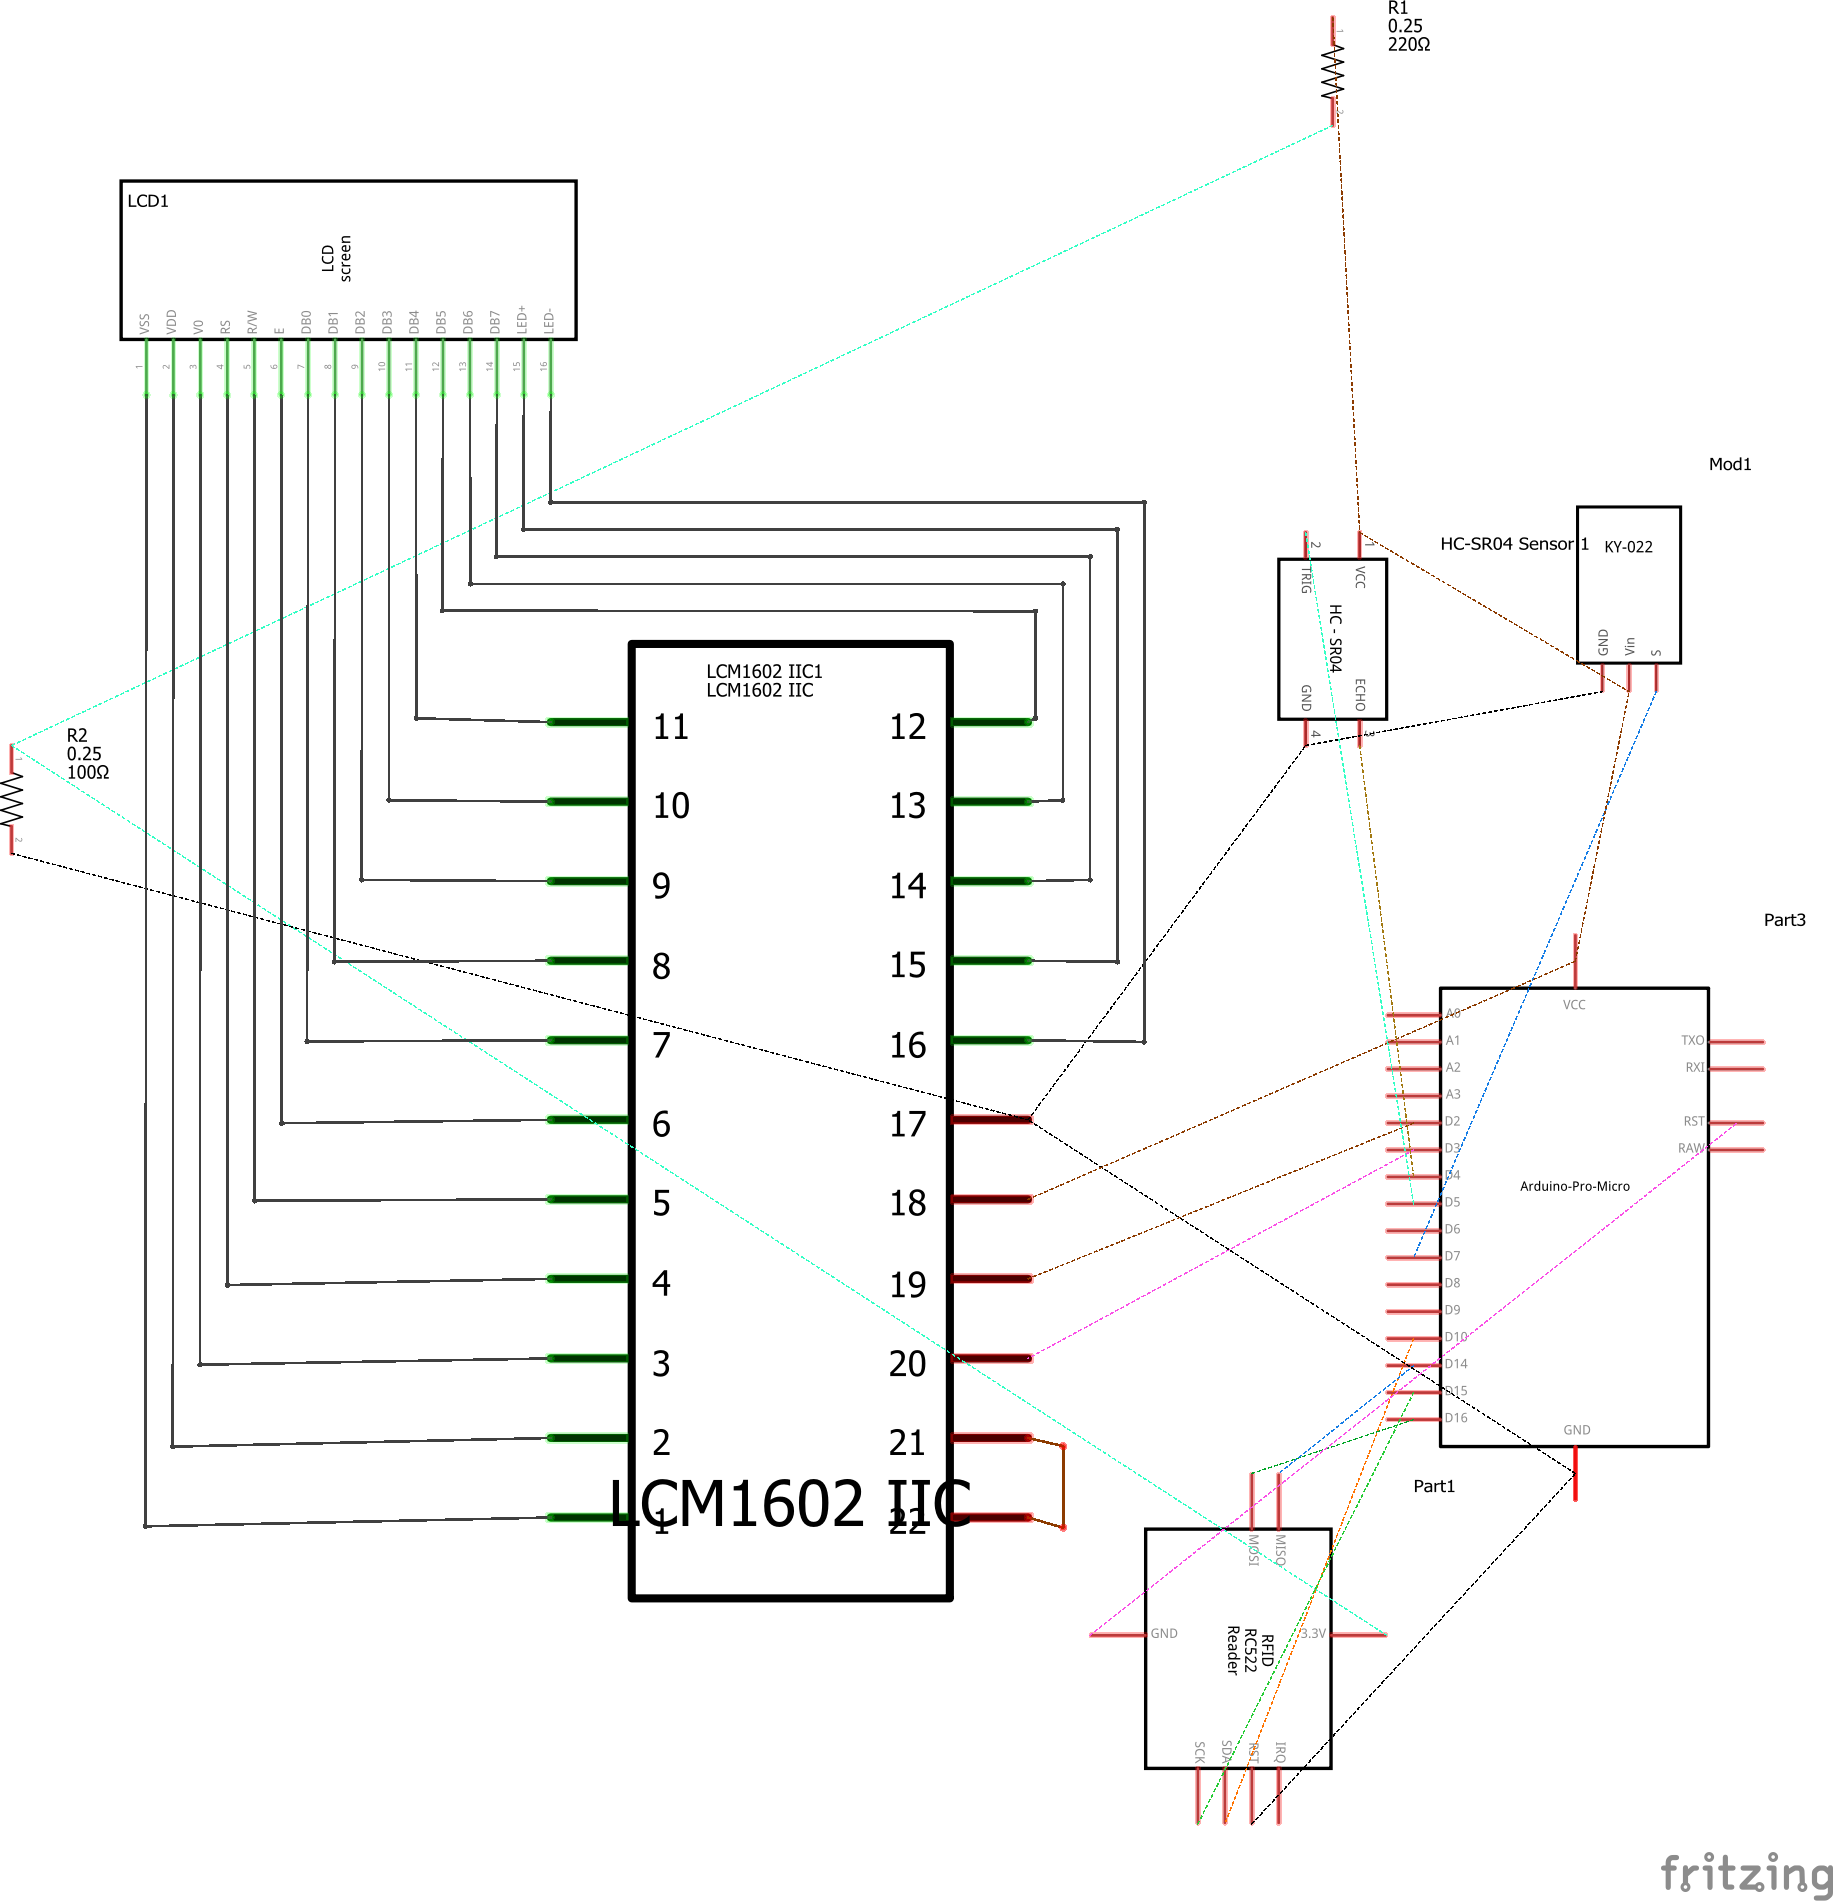 R1
0.25
220Ω
1
2
LCD1
LCD
screen
VSS
VDD
V0
RS
R/W
E
DB0
DB1
DB2
DB3
DB4
DB5
DB6
DB7
LED+
LED-
1
2
3
4
5
6
7
8
9
10
11
12
13
14
15
16
Mod1
HC-SR04 Sensor 1
KY-022
GND
Vin
S
2
1
TRIG
VCC
HC - SR04
GND
ECHO
4
3
R2
0.25
100Ω
1
2
LCM1602 IIC1
LCM1602 IIC
11
12
10
13
9
14
8
15
7
16
6
17
5
18
4
19
3
20
2
21
1
22
LCM1602 IIC
Part3
VCC
A0
A1
A2
A3
D2
D3
D4
D5
D6
D7
D8
D9
D10
D14
D15
D16
TXO
RXI
RST
RAW
Arduino-Pro-Micro
GND
Part1
MOSI
MISO
GND
3.3V
RFID
RC522
Reader
SCK
SDA
RST
IRQ
fritzing